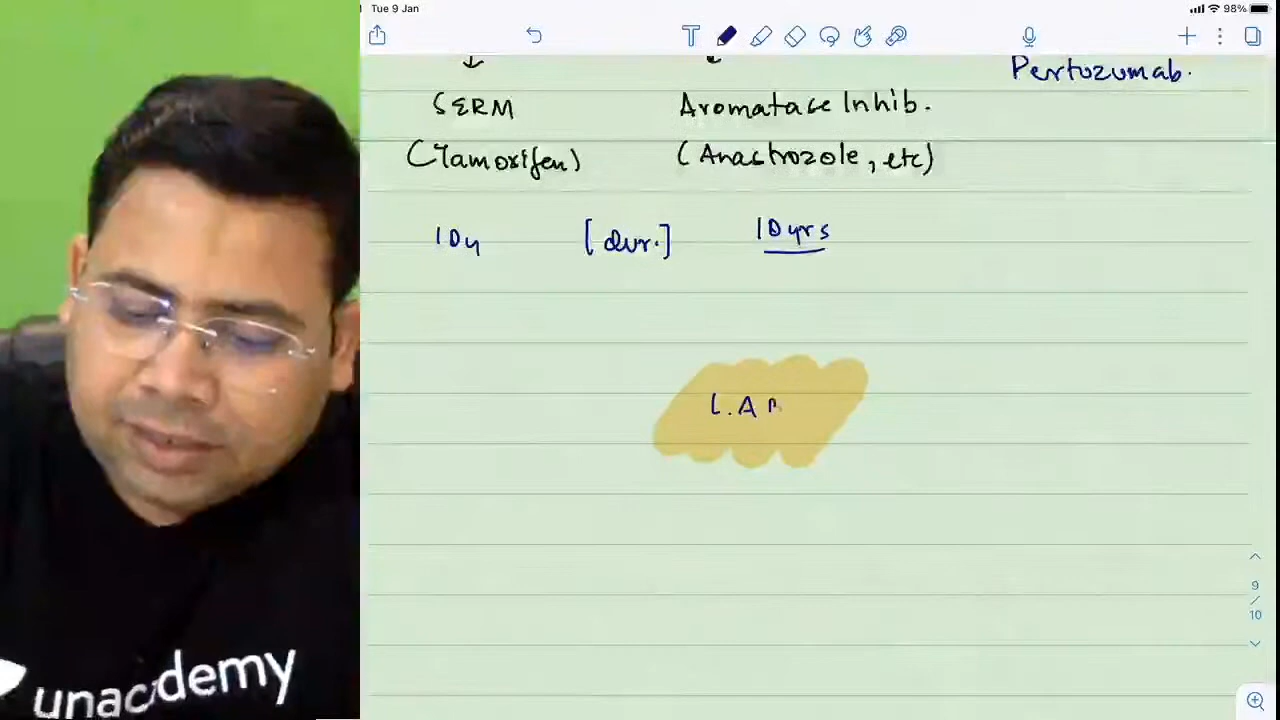 Tue 9 Jan
98%
Pertuzumab.
SERM Aromatase Inhib.
(Tamoxifen) (Anastrozole, etc)
10y [dur.] 10yrs
L.A
9
/
10
unacademy